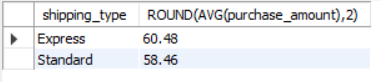 shipping_type ROUND(AVG(purchase_amount),2)
Express 60.48
Standard 58.46